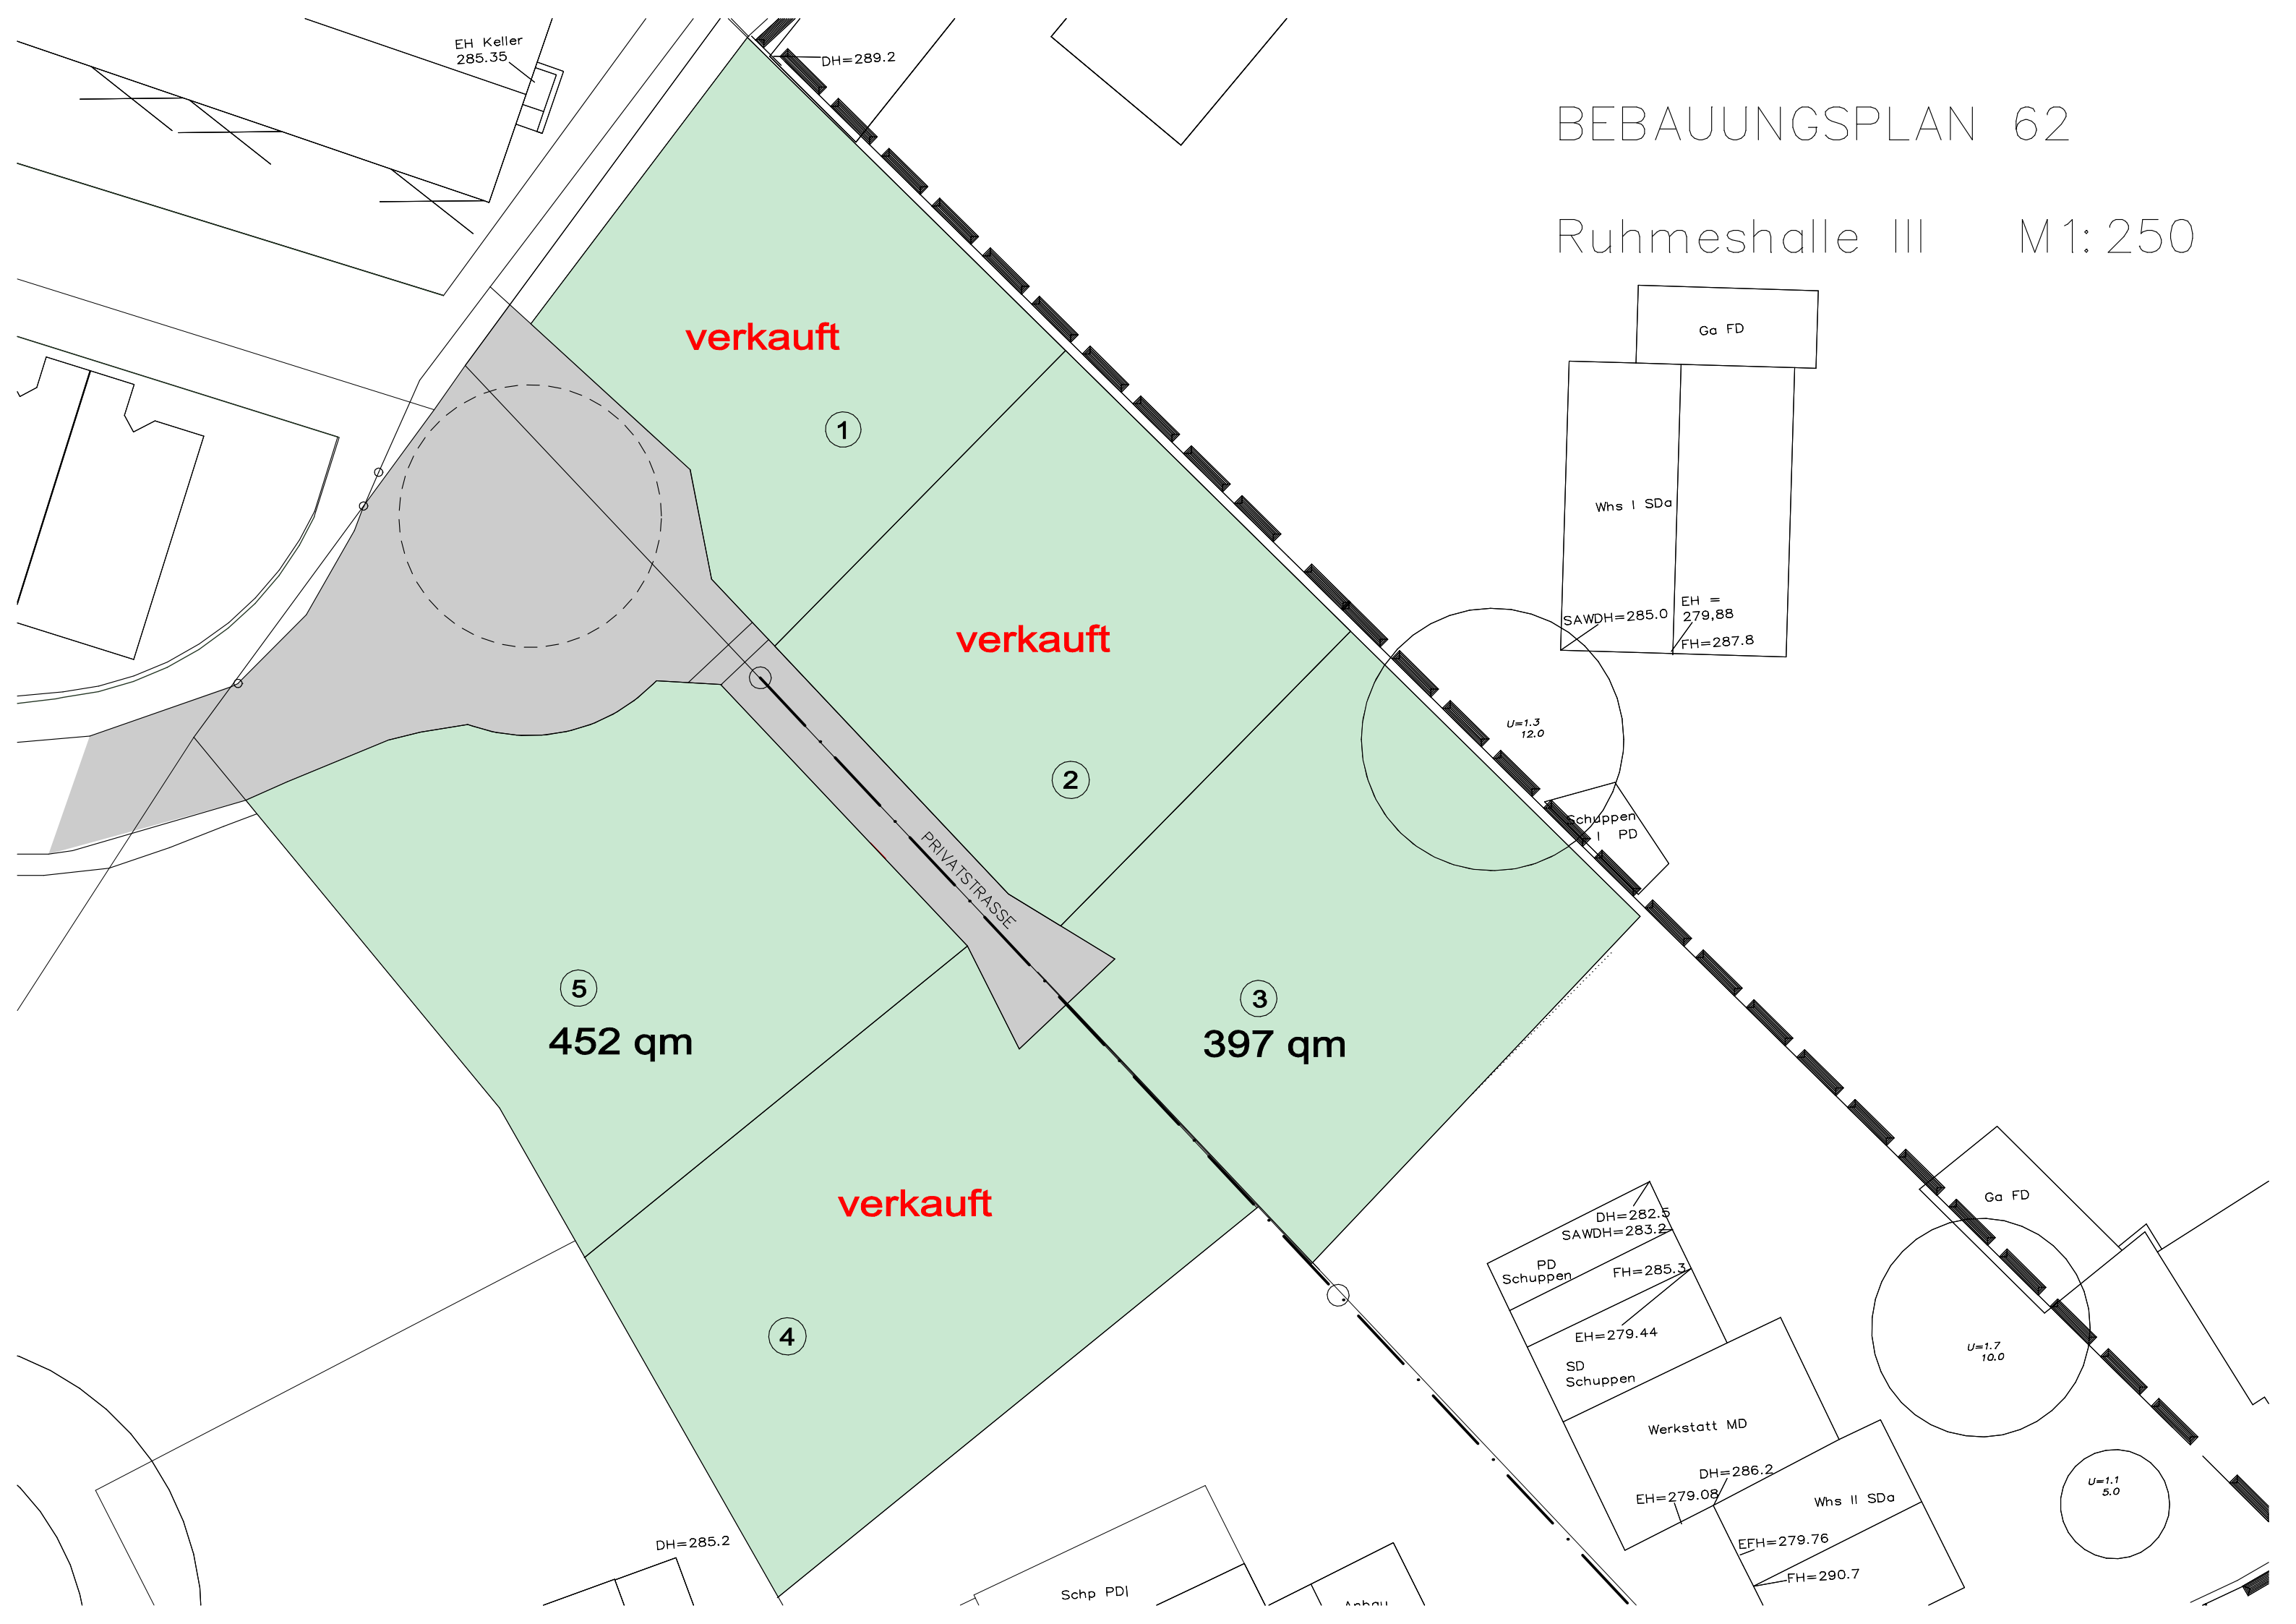 EH Keller
285.35
DH=289.2
BEBAUUNGSPLAN 62
Ruhmeshalle III M1:250
Ga FD
verkauft
1
Whs I SDa
SAWDH=285.0
EH =
279,88
FH=287.8
verkauft
2
U=1.3
12.0
Schuppen
I PD
PRIVATSTRASSE
5
452 qm
3
397 qm
verkauft
4
DH=282.5
SAWDH=283.2
PD
Schuppen
FH=285.3
EH=279.44
SD
Schuppen
Ga FD
U=1.7
10.0
Werkstatt MD
DH=286.2
EH=279.08
Whs II SDa
U=1.1
5.0
EFH=279.76
FH=290.7
DH=285.2
Schp PD|
Anbau